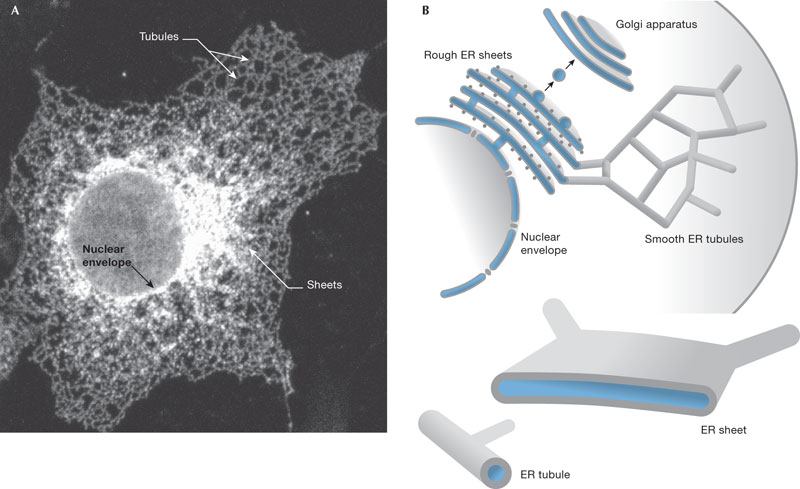 A
Tubules
Nuclear
envelope
Sheets
B
Golgi apparatus
Rough ER sheets
Nuclear
envelope
Smooth ER tubules
ER sheet
ER tubule